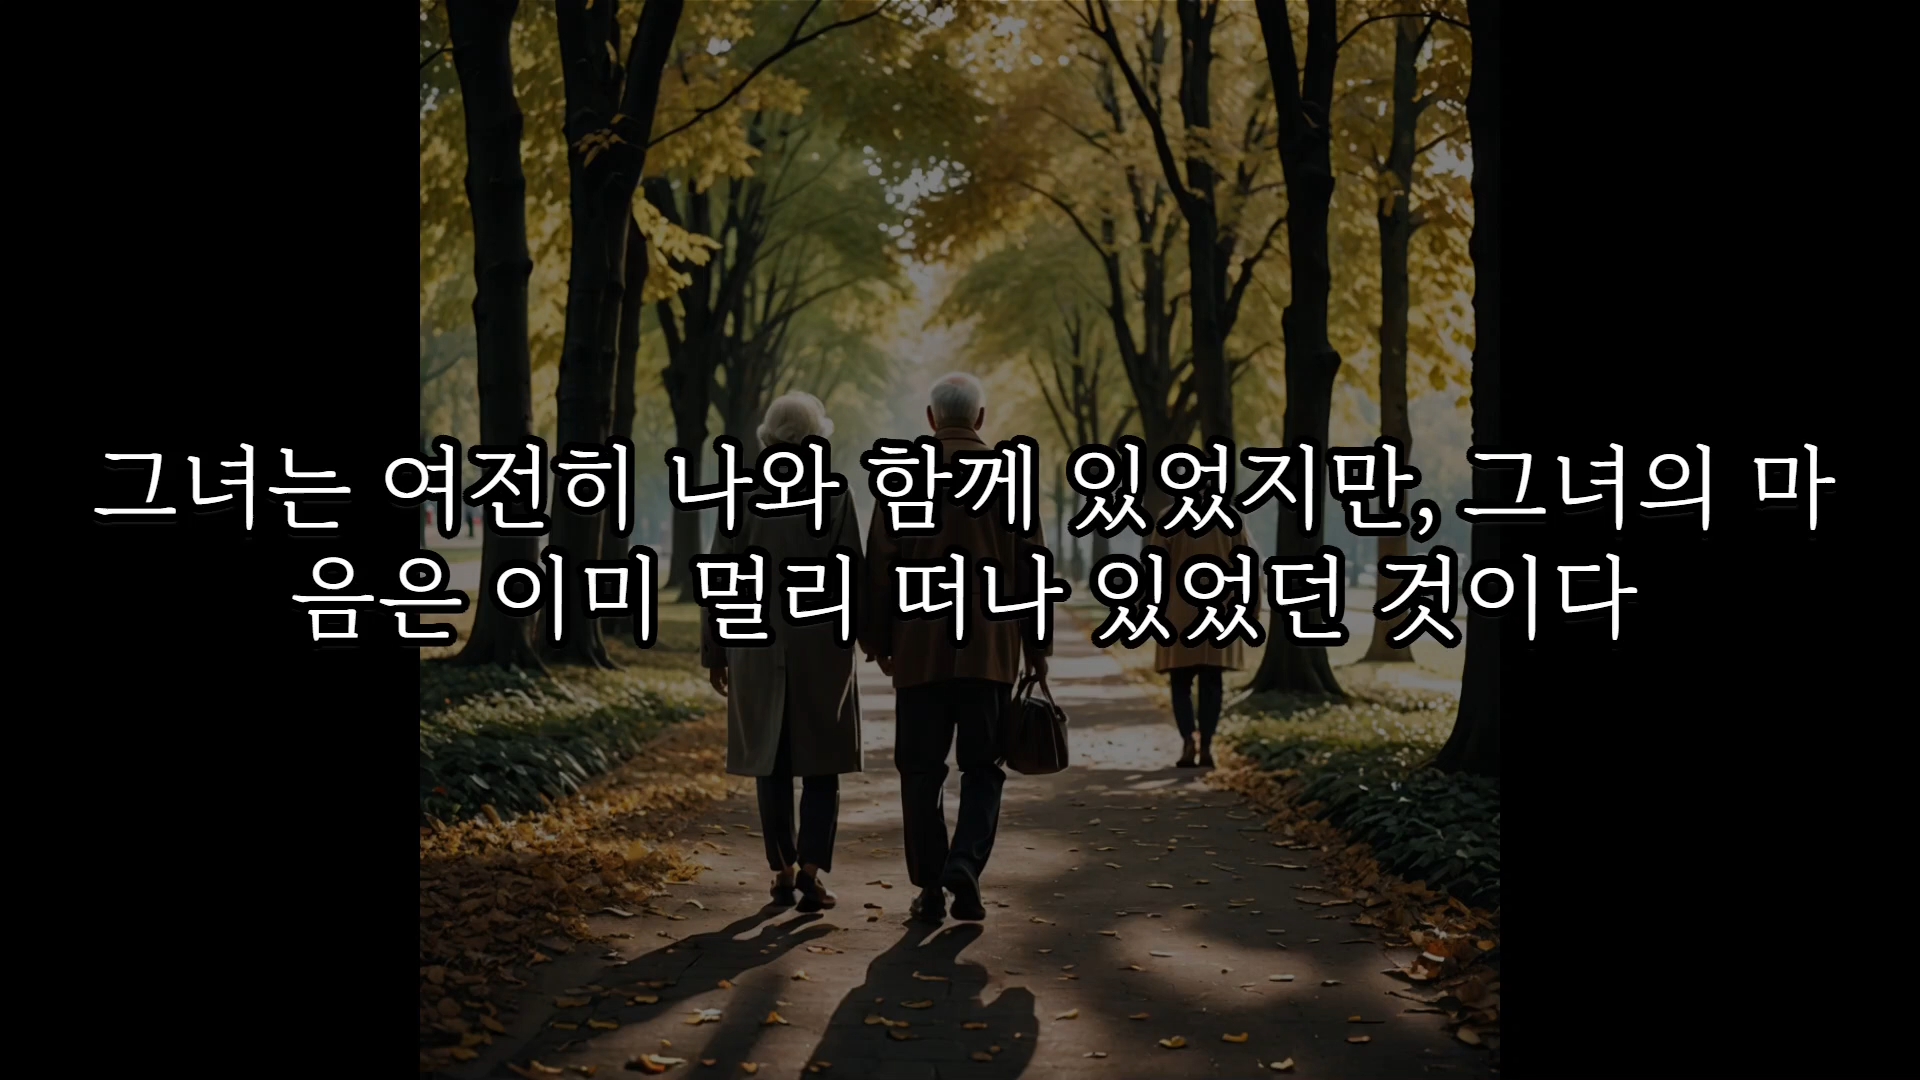 그녀는 여전히 나와 함께 있었지만, 그녀의 마
음은 이미 멀리 떠나 있었던 것이다